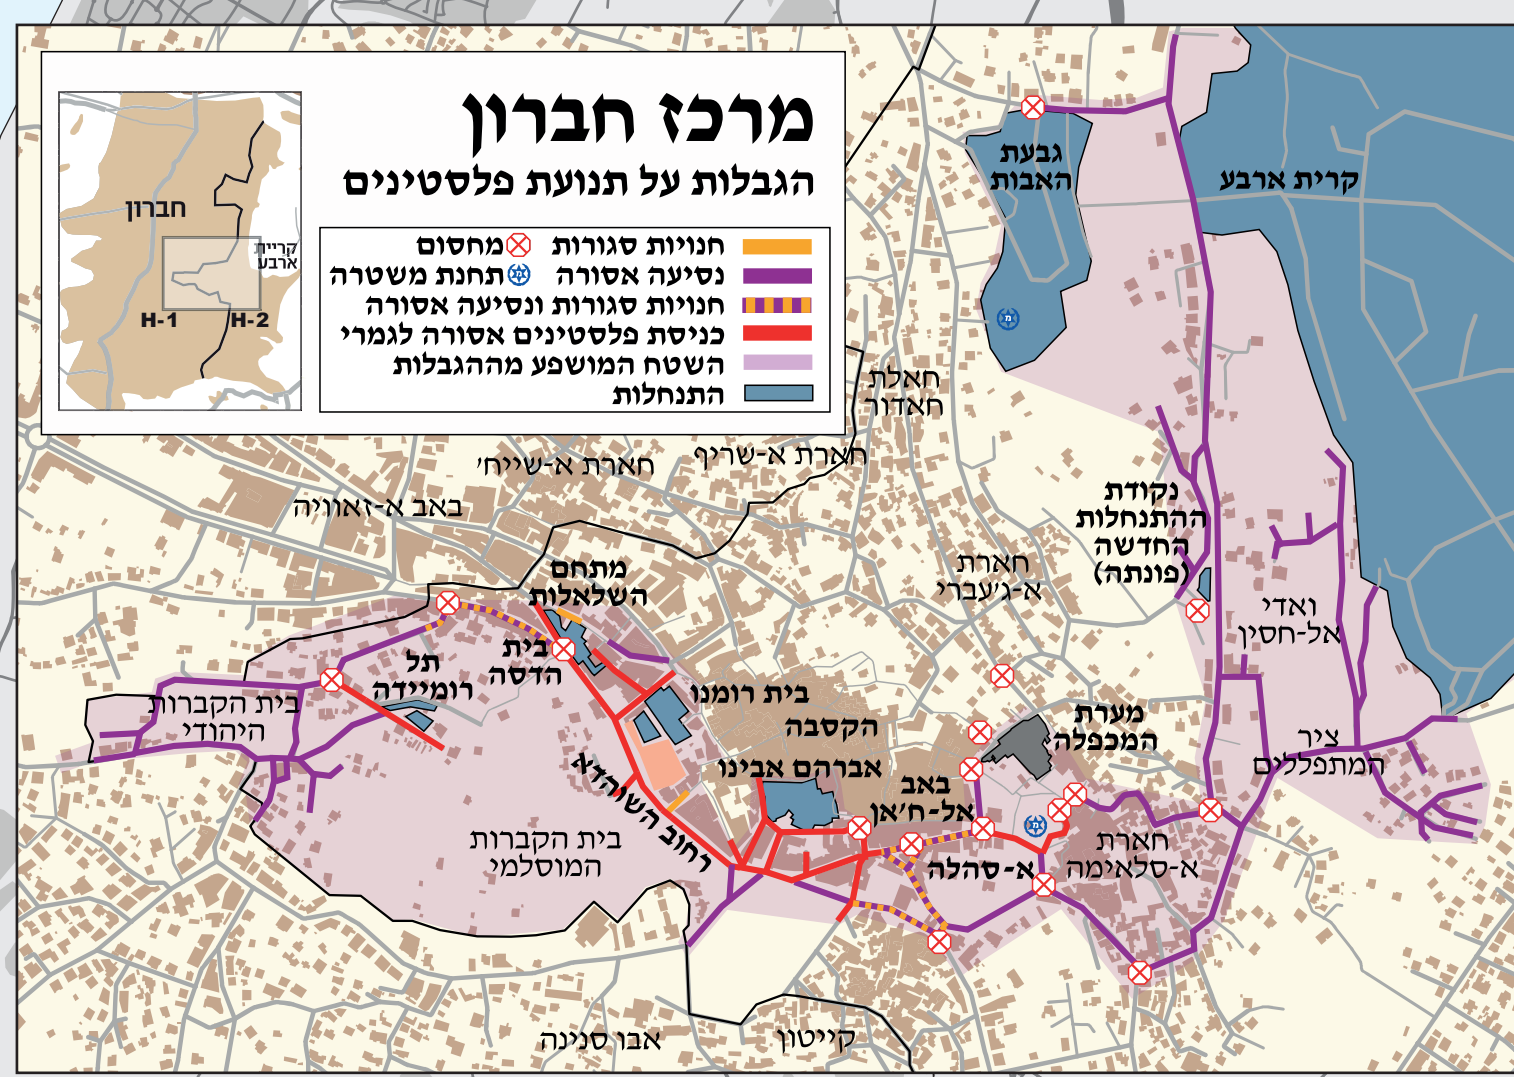 מרכז חברון
הגבלות על תנועת פלסטינים
חנויות סגורות
מחסום
נסיעה אסורה
תחנת משטרה
חנויות סגורות ונסיעה אסורה
כניסת פלסטינים אסורה לגמרי
השטח המושפע מההגבלות
התנחלות
חברון
קריית
ארבע
H-1
H-2
גבעת
האבות
קרית ארבע
חאלת
חאדור
חארת א-שריף
חארת א-שייח'
באב א-זאוויה
נקודת
ההתנחלות
החדשה
(פונתה)
חארת
א-ג'עברי
ואדי
אל-חסין
מתחם
השלאלות
בית
הדסה
תל
רומיידה
בית הקברות
היהודי
בית רומנו
הקסבה
אברהם אבינו
מערת
המכפלה
ציר
המתפללים
באב
אל-ח'אן
רחוב השוהדא
בית הקברות
המוסלמי
א-סהלה
חארת
א-סלאימה
אבו סנינה
קייטון